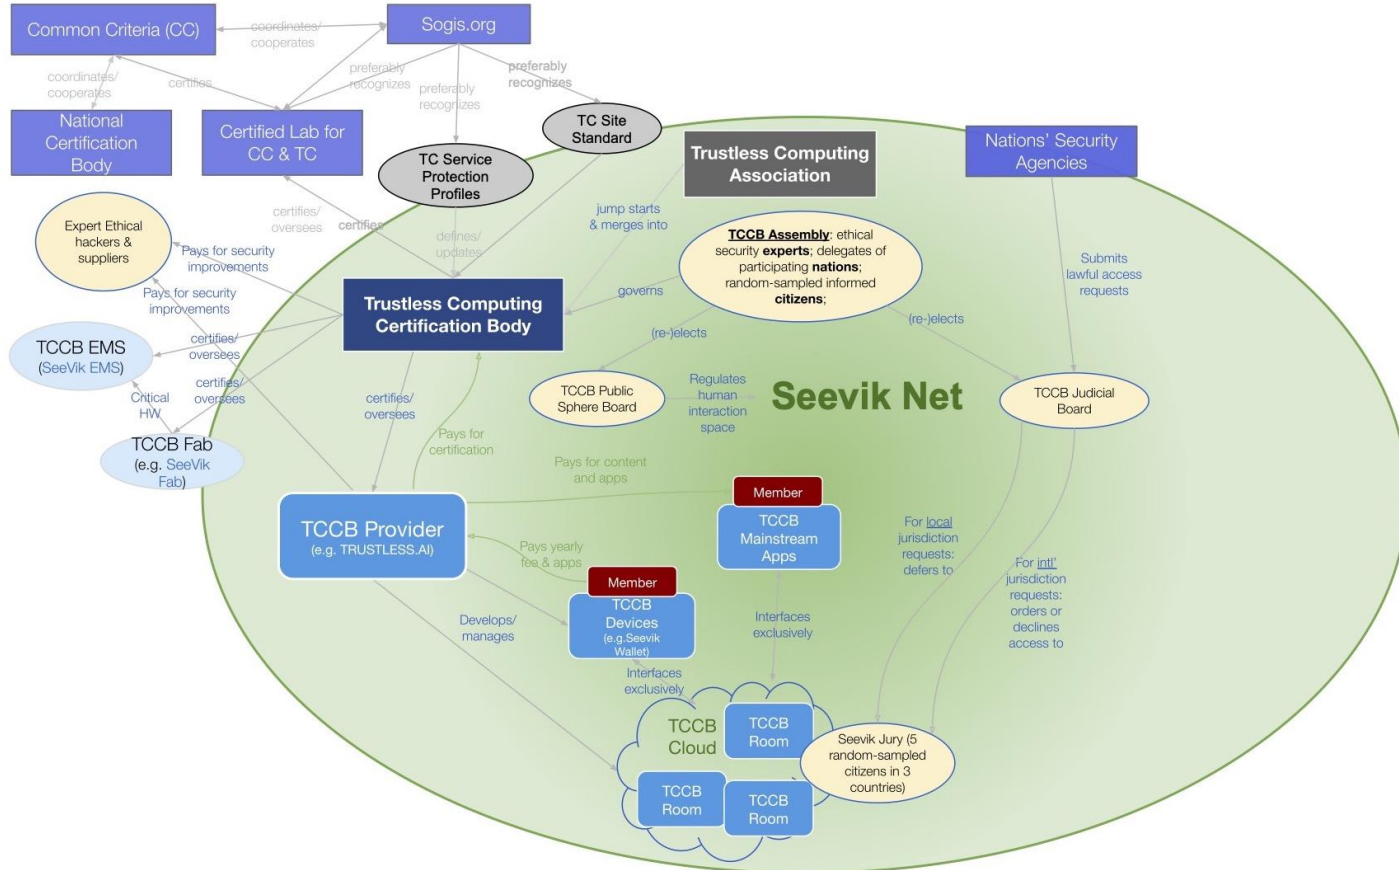 Common Criteria (CC)
coordinates/
cooperates
Sogis.org
coordinates/
cooperates
certifies
preferably
recognizes
preferably
recognizes
preferably
recognizes
National
Certification
Body
Certified Lab for
CC & TC
TC Site
Standard
TC Service
Protection
Profiles
Trustless Computing
Association
Nations' Security
Agencies
Expert Ethical
hackers &
suppliers
certifies/
oversees
certifies
defines/
updates
jump starts
& merges into
TCCB Assembly: ethical
security experts; delegates of
participating nations;
random-sampled informed
citizens;
Submits
lawful access
requests
Pays for security
improvements
Pays for security
improvements
Trustless Computing
Certification Body
governs
(re-)elects
(re-)elects
TCCB EMS
(SeeVik EMS)
certifies/
oversees
certifies/
oversees
Critical
HW
TCCB Fab
(e.g. SeeVik
Fab)
certifies/
oversees
Pays for
certification
TCCB Public
Sphere Board
Regulates
human
interaction
space
Seevik Net
TCCB Judicial
Board
Pays for content
and apps
Member
TCCB
Mainstream
Apps
TCCB Provider
(e.g. TRUSTLESS.AI)
Pays yearly
fee & apps
Member
TCCB
Devices
(e.g.Seevik
Wallet)
For local
jurisdiction
requests:
defers to
For intl'
jurisdiction
requests:
orders or
declines
access to
Develops/
manages
Interfaces
exclusively
Interfaces
exclusively
TCCB
Cloud
TCCB
Room
TCCB
Room
TCCB
Room
Seevik Jury (5
random-sampled
citizens in 3
countries)